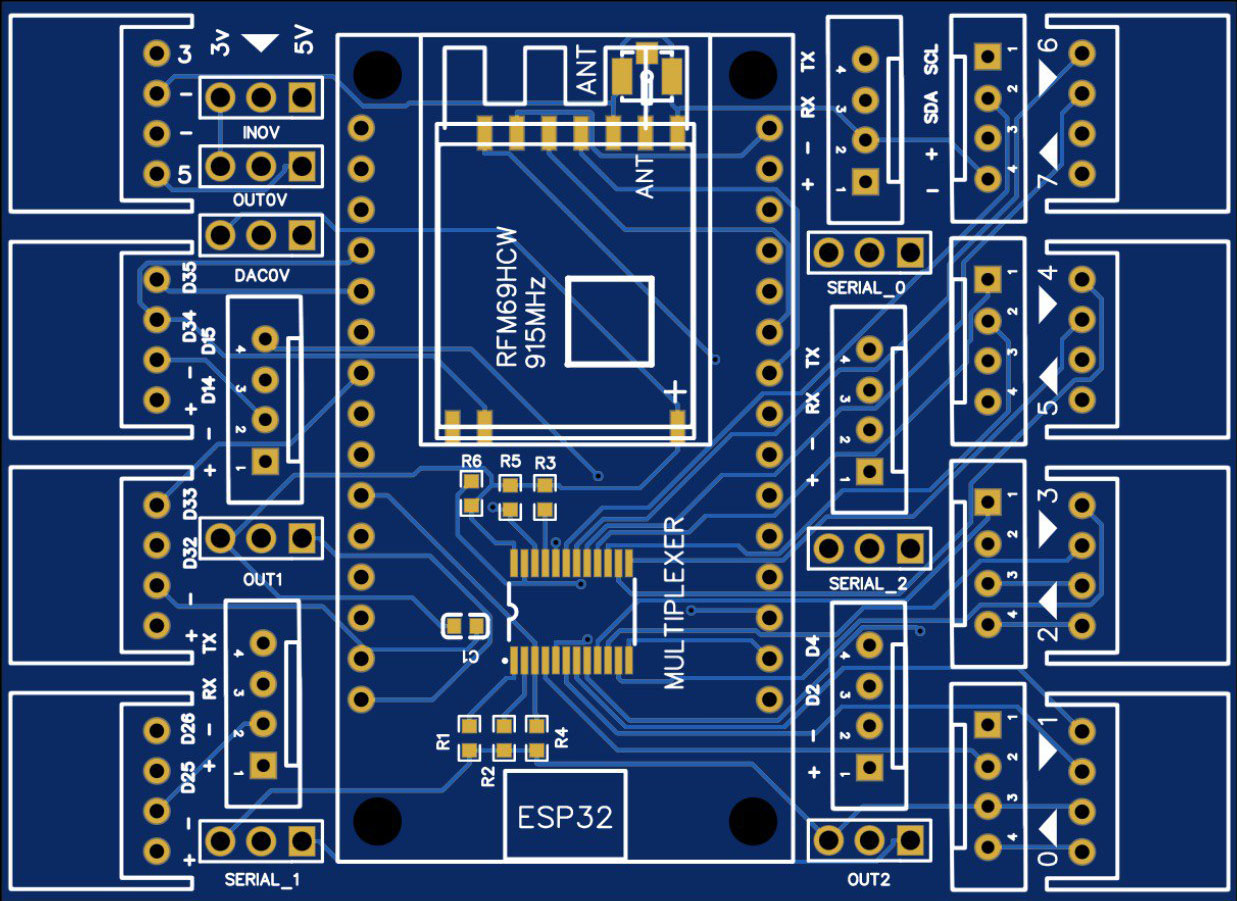 3
3v
5V
-
-
5
INOV
OUT0V
DAC0V
D35
D34
-
+
D15
D14
-
+
4
3
2
1
D33
D32
-
+
OUT1
TX
RX
-
+
4
3
2
1
D26
D25
-
+
SERIAL_1
ANT
ANT
RFM69HCW
915MHz
+
R6
R5
R3
MULTIPLEXER
C1
R1
R2
R4
ESP32
TX
RX
-
+
4
3
2
1
SERIAL_0
TX
RX
-
+
4
3
2
1
SERIAL_2
D4
D2
-
+
4
3
2
1
OUT2
SCL
SDA
+
-
1
2
3
4
6
7
1
2
3
4
4
5
1
2
3
4
3
2
1
2
3
4
1
0